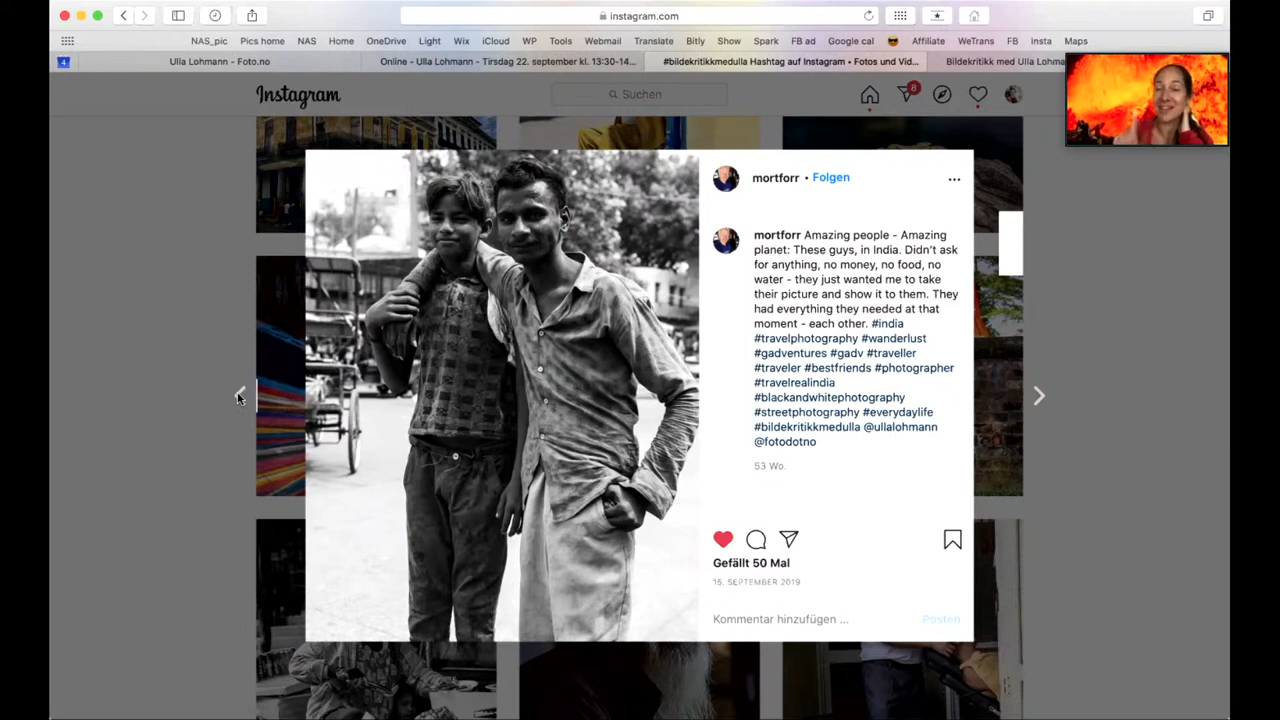 instagram.com
NAS_pic Pics home NAS Home OneDrive Light Wix iCloud WP Tools Webmail Translate Bitly Show Spark FB ad Google cal Affiliate WeTrans FB Insta Maps
4 Ulla Lohmann - Foto.no Online - Ulla Lohmann - Tirsdag 22. september kl. 13:30-14... #bildekritikkmedulla Hashtag auf Instagram • Fotos und Vid... Bildekritikk med Ulla Lohma
Instagram Suchen 8
mortforr • Folgen
mortforr Amazing people - Amazing
planet: These guys, in India. Didn't ask
for anything, no money, no food, no
water - they just wanted me to take
their picture and show it to them. They
had everything they needed at that
moment - each other. #india
#travelphotography #wanderlust
#gadventures #gadv #traveller
#traveler #bestfriends #photographer
#travelrealindia
#blackandwhitephotography
#streetphotography #everydaylife
#bildekritikkmedulla @ullalohmann
@fotodotno
53 Wo.
Gefällt 50 Mal
15. SEPTEMBER 2019
Kommentar hinzufügen ... Posten